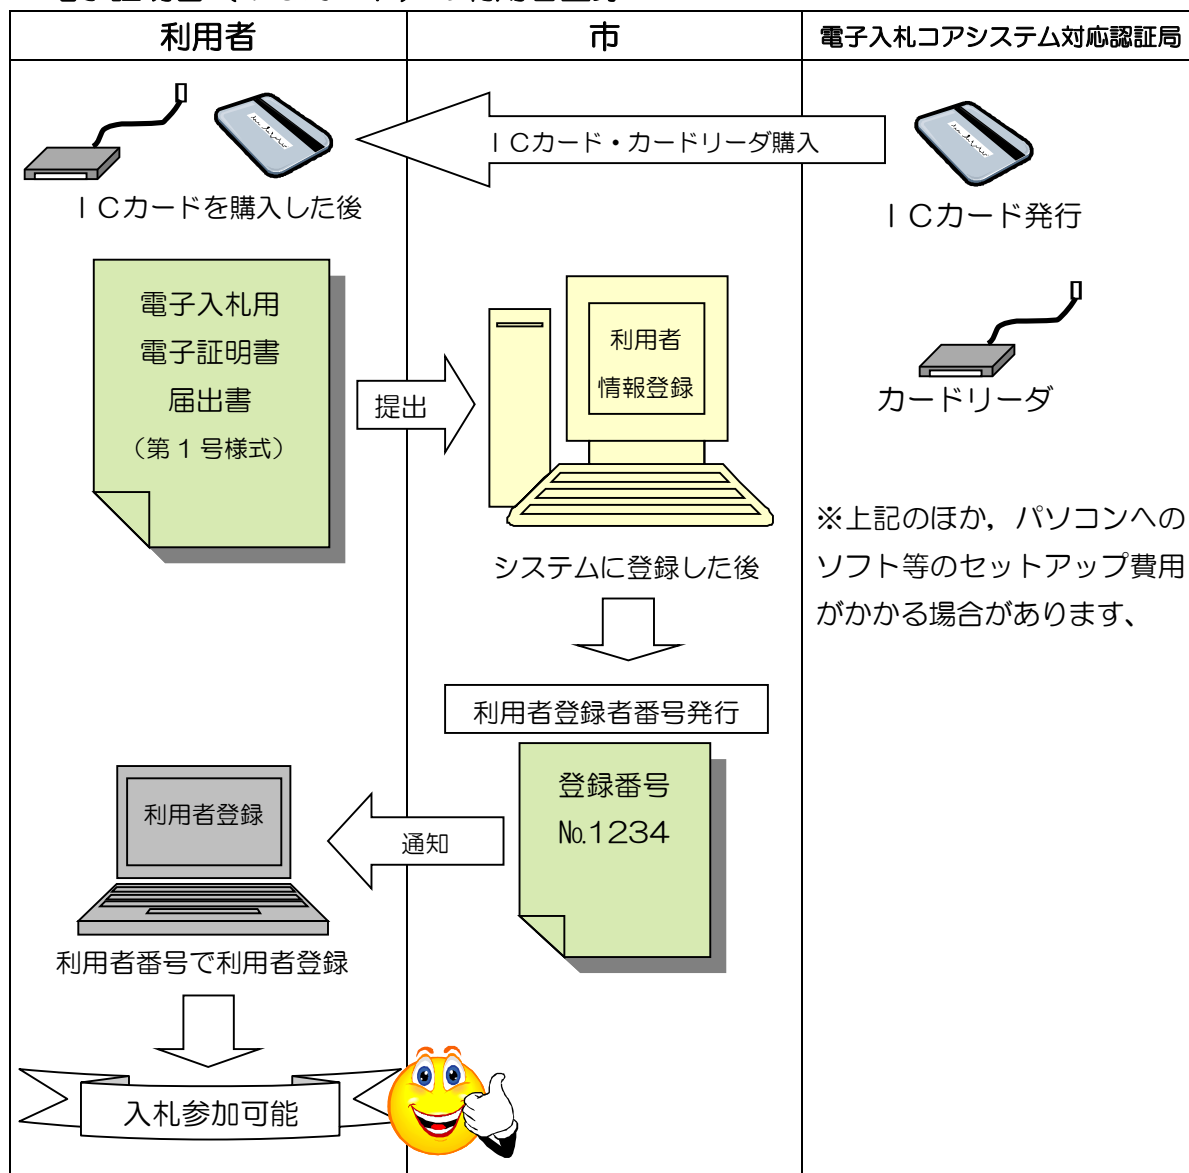 利用者
市
電子入札コアシステム対応認証局
ＩＣカード・カードリーダ購入
ＩＣカードを購入した後
ＩＣカード発行
電子入札用
電子証明書
届出書
（第１号様式）
提出
利用者
情報登録
カードリーダ
システムに登録した後
※上記のほか，パソコンへの
ソフト等のセットアップ費用
がかかる場合があります、
利用者登録者番号発行
登録番号
№1234
通知
利用者登録
利用者番号で利用者登録
入札参加可能